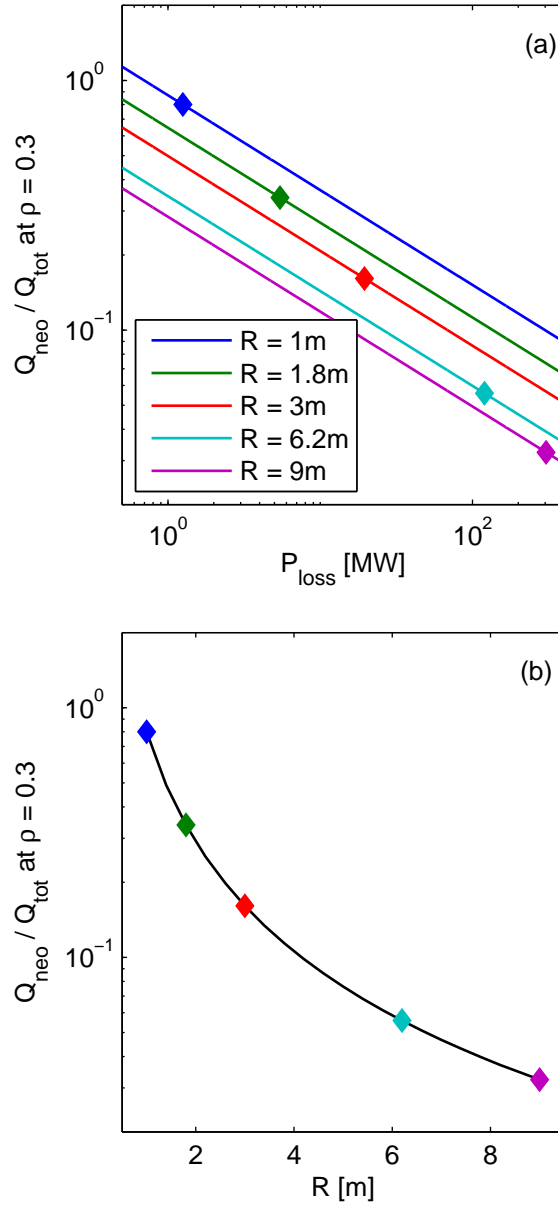 (a)
10^0
10^−1
Q_neo / Q_tot at ρ = 0.3
R = 1m
R = 1.8m
R = 3m
R = 6.2m
R = 9m
10^0 10^2
P_loss [MW]
(b)
10^0
10^−1
Q_neo / Q_tot at ρ = 0.3
2 4 6 8
R [m]